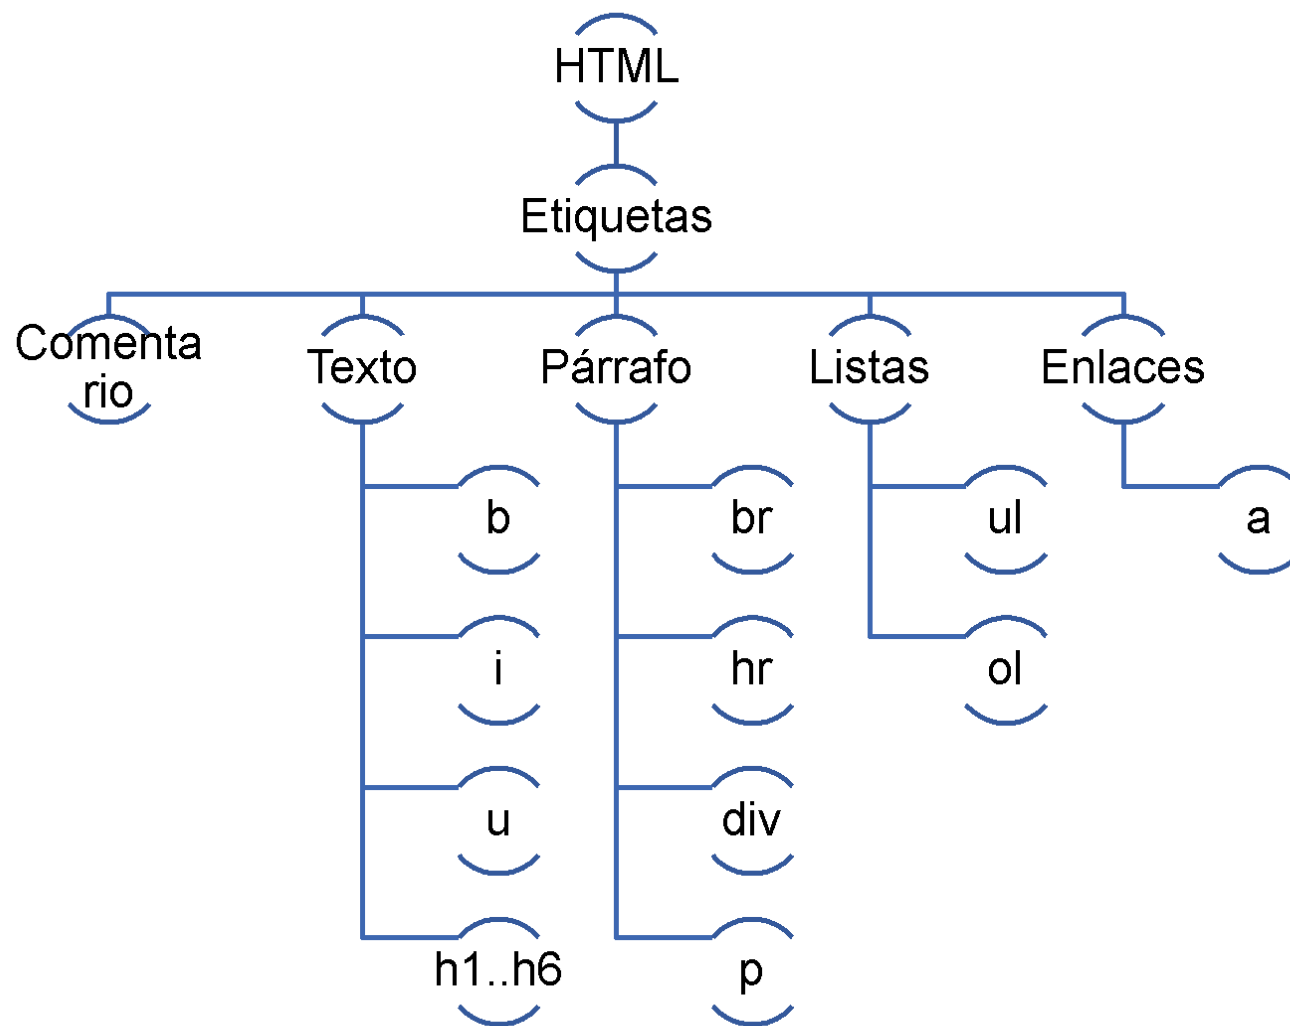 HTML
Etiquetas
Comenta
rio
Texto
Párrafo
Listas
Enlaces
b
br
ul
a
i
hr
ol
u
div
h1..h6
p